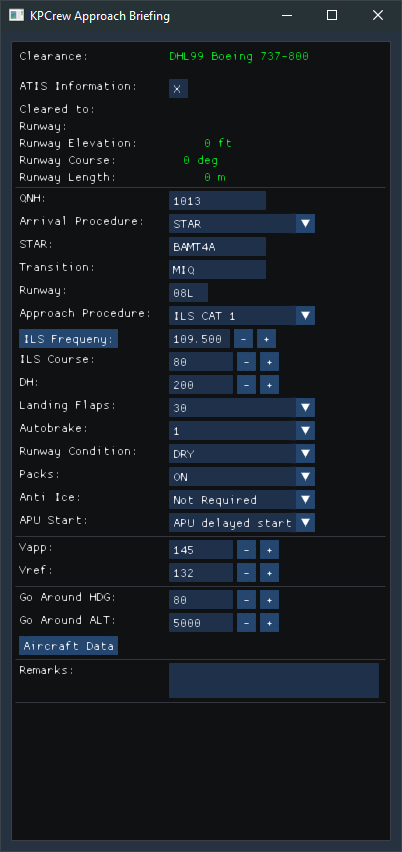 KPCrew Approach Briefing
Clearance: DHL99 Boeing 737-800
ATIS Information: X
Cleared to:
Runway:
Runway Elevation: 0 ft
Runway Course: 0 deg
Runway Length: 0 m
QNH: 1013
Arrival Procedure: STAR
STAR: BAMT4A
Transition: MIQ
Runway: 08L
Approach Procedure: ILS CAT 1
ILS Frequeny: 109.500 - +
ILS Course: 80 - +
DH: 200 - +
Landing Flaps: 30
Autobrake: 1
Runway Condition: DRY
Packs: ON
Anti Ice: Not Required
APU Start: APU delayed start
Vapp: 145 - +
Vref: 132 - +
Go Around HDG: 80 - +
Go Around ALT: 5000 - +
Aircraft Data
Remarks: